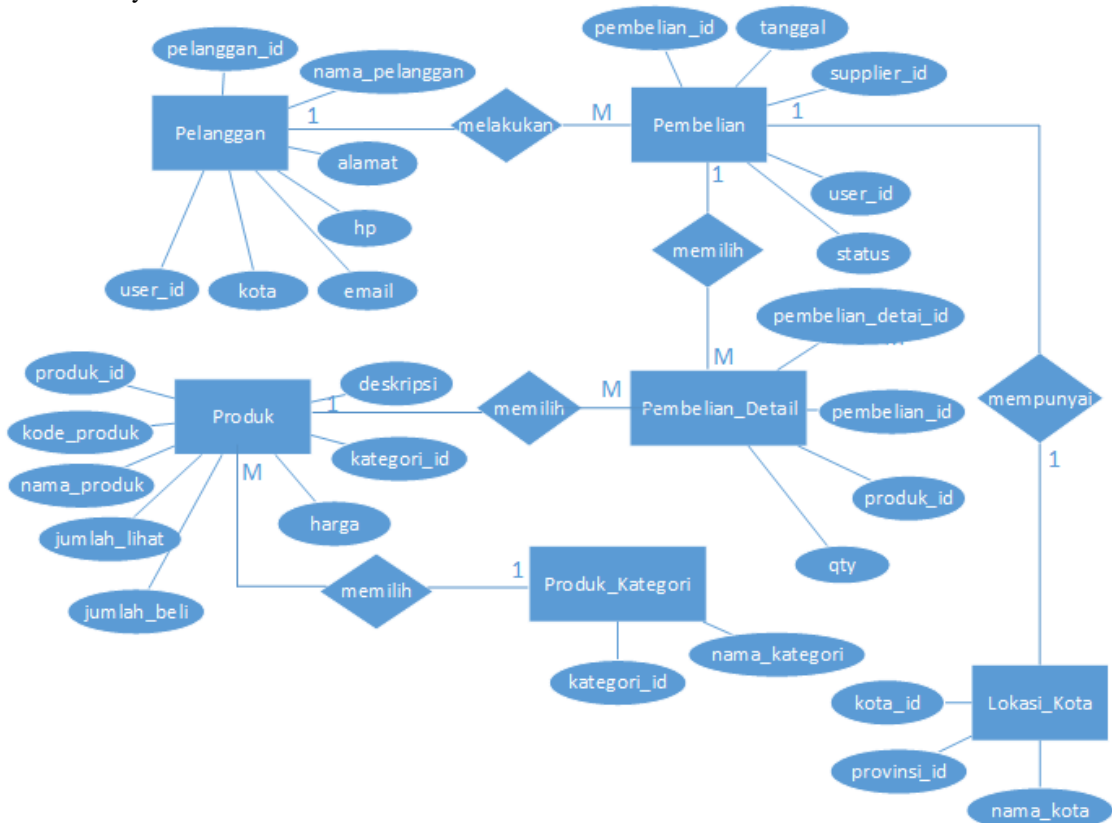 pembelian_id
tanggal
pelanggan_id
nama_pelanggan
supplier_id
Pelanggan
1
melakukan
M
Pembelian
1
alamat
1
user_id
hp
memilih
status
user_id
kota
email
pembelian_detai_id
M
produk_id
deskripsi
mempunyai
Produk
1
memilih
M
Pembelian_Detail
pembelian_id
kode_produk
kategori_id
1
M
nama_produk
produk_id
harga
jumlah_lihat
qty
1
Produk_Kategori
memilih
jumlah_beli
nama_kategori
kategori_id
kota_id
Lokasi_Kota
provinsi_id
nama_kota